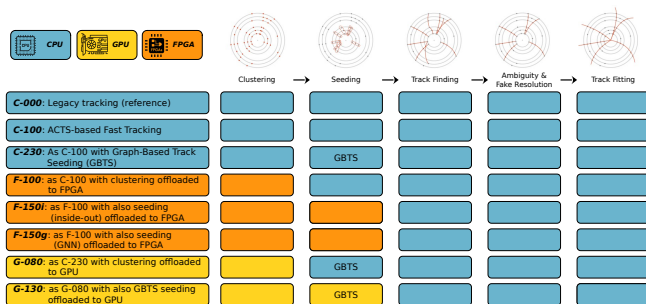 CPU
GPU
FPGA
Clustering
Seeding
Track Finding
Ambiguity &
Fake Resolution
Track Fitting
C-000: Legacy tracking (reference)
C-100: ACTS-based Fast Tracking
C-230: As C-100 with Graph-Based Track
Seeding (GBTS)
GBTS
F-100: as C-100 with clustering offloaded
to FPGA
F-150i: as F-100 with also seeding
(inside-out) offloaded to FPGA
F-150g: as F-100 with also seeding
(GNN) offloaded to FPGA
G-080: as C-230 with clustering offloaded
to GPU
GBTS
G-130: as G-080 with also GBTS seeding
offloaded to GPU
GBTS